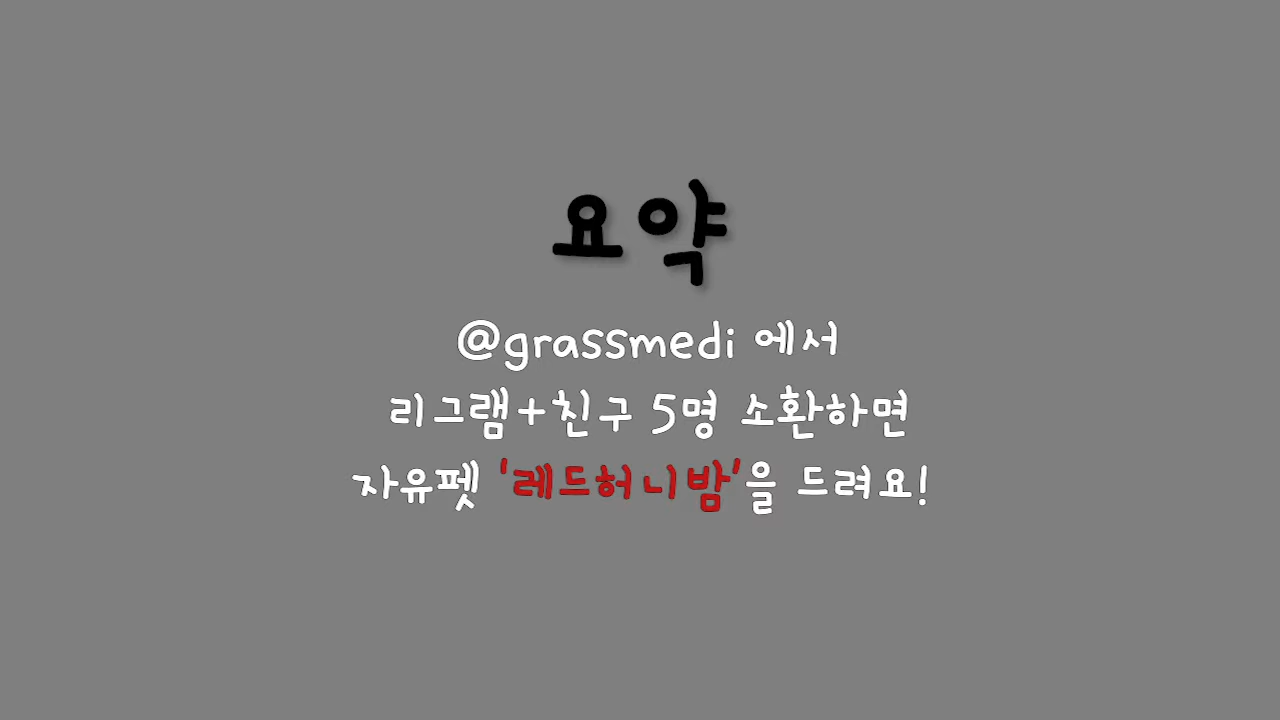 요약
@grassmedi 에서
리그램+친구 5명 소환하면
자유펫 '레드허니밤'을 드려요!